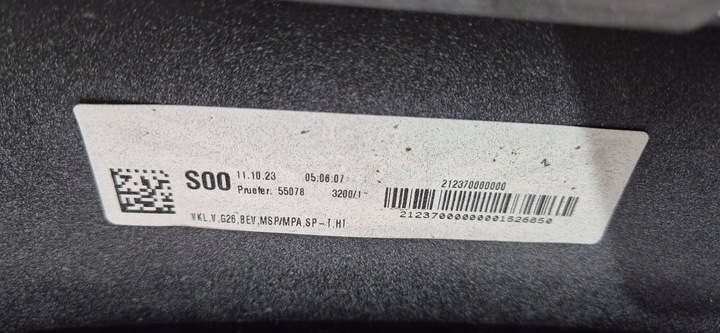 S00 11.10.23 05:06:07
Pruefer. 55078 3200/1
212370000000
21237000000001526850
VKL,V,G26,BEV,MSP/MPA,SP-T,HI